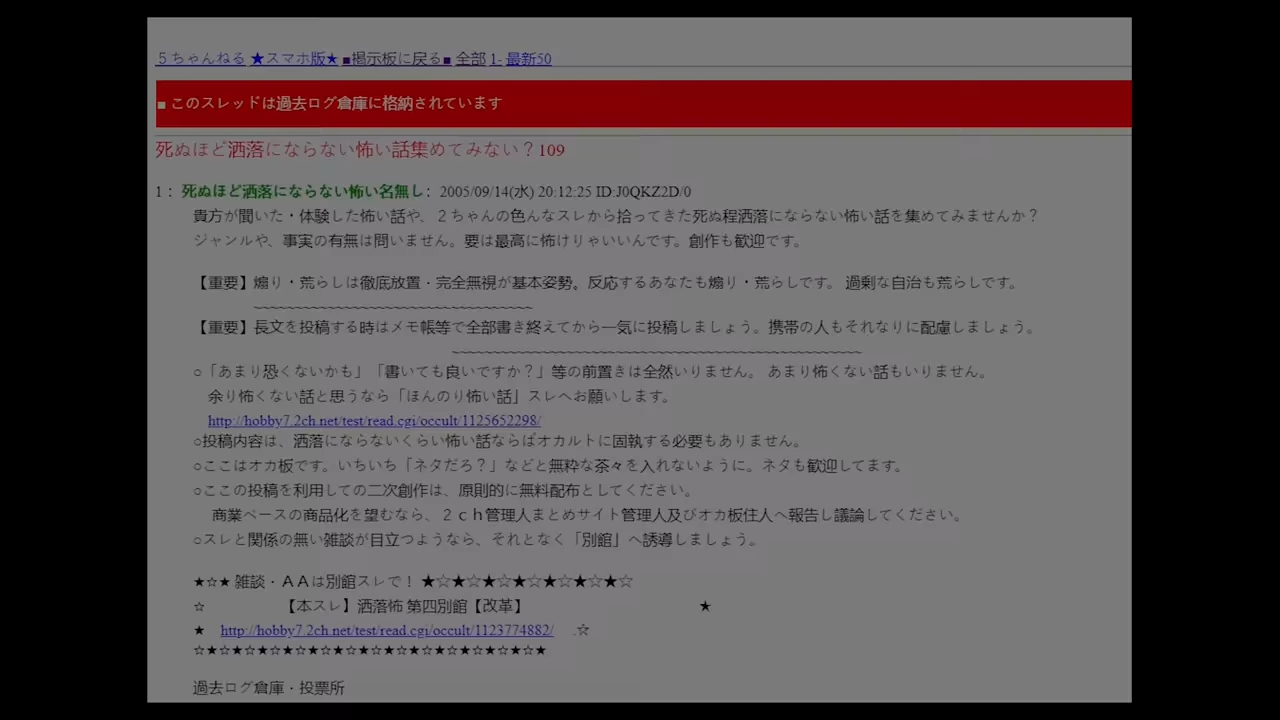 ５ちゃんねる ★スマホ版★ ■掲示板に戻る■ 全部 1- 最新50
■ このスレッドは過去ログ倉庫に格納されています
死ぬほど洒落にならない怖い話集めてみない？109
1： 死ぬほど洒落にならない怖い名無し：2005/09/14(水) 20:12:25 ID:J0QKZ2D/0
貴方が聞いた・体験した怖い話や、２ちゃんの色んなスレから拾ってきた死ぬ程洒落にならない怖い話を集めてみませんか？
ジャンルや、事実の有無は問いません。要は最高に怖けりゃいいんです。創作も歓迎です。
【重要】煽り・荒らしは徹底放置・完全無視が基本姿勢。反応するあなたも煽り・荒らしです。 過剰な自治も荒らしです。
~~~~~~~~~~~~~~~~~~~~~~~~~~~~~~~~~~
【重要】長文を投稿する時はメモ帳等で全部書き終えてから一気に投稿しましょう。携帯の人もそれなりに配慮しましょう。
~~~~~~~~~~~~~~~~~~~~~~~~~~~~~~~~~~~~~~~~~~~~~~~~~~
○「あまり恐くないかも」「書いても良いですか？」等の前置きは全然いりません。 あまり怖くない話もいりません。
余り怖くない話と思うなら「ほんのり怖い話」スレへお願いします。
http://hobby7.2ch.net/test/read.cgi/occult/1125652298/
○投稿内容は、洒落にならないくらい怖い話ならばオカルトに固執する必要もありません。
○ここはオカ板です。いちいち「ネタだろ？」などと無粋な茶々を入れないように。ネタも歓迎してます。
○ここの投稿を利用しての二次創作は、原則的に無料配布としてください。
商業ベースの商品化を望むなら、２ｃｈ管理人まとめサイト管理人及びオカ板住人へ報告し議論してください。
○スレと関係の無い雑談が目立つようなら、それとなく「別館」へ誘導しましょう。
★☆★ 雑談・ＡＡは別館スレで！ ★☆★☆★☆★☆★☆★☆★☆
☆ 【本スレ】洒落怖 第四別館【改革】 ★
★ http://hobby7.2ch.net/test/read.cgi/occult/1123774882/ .☆
☆★☆★☆★☆★☆★☆★☆★☆★☆★☆★☆★☆★☆★☆★
過去ログ倉庫・投票所